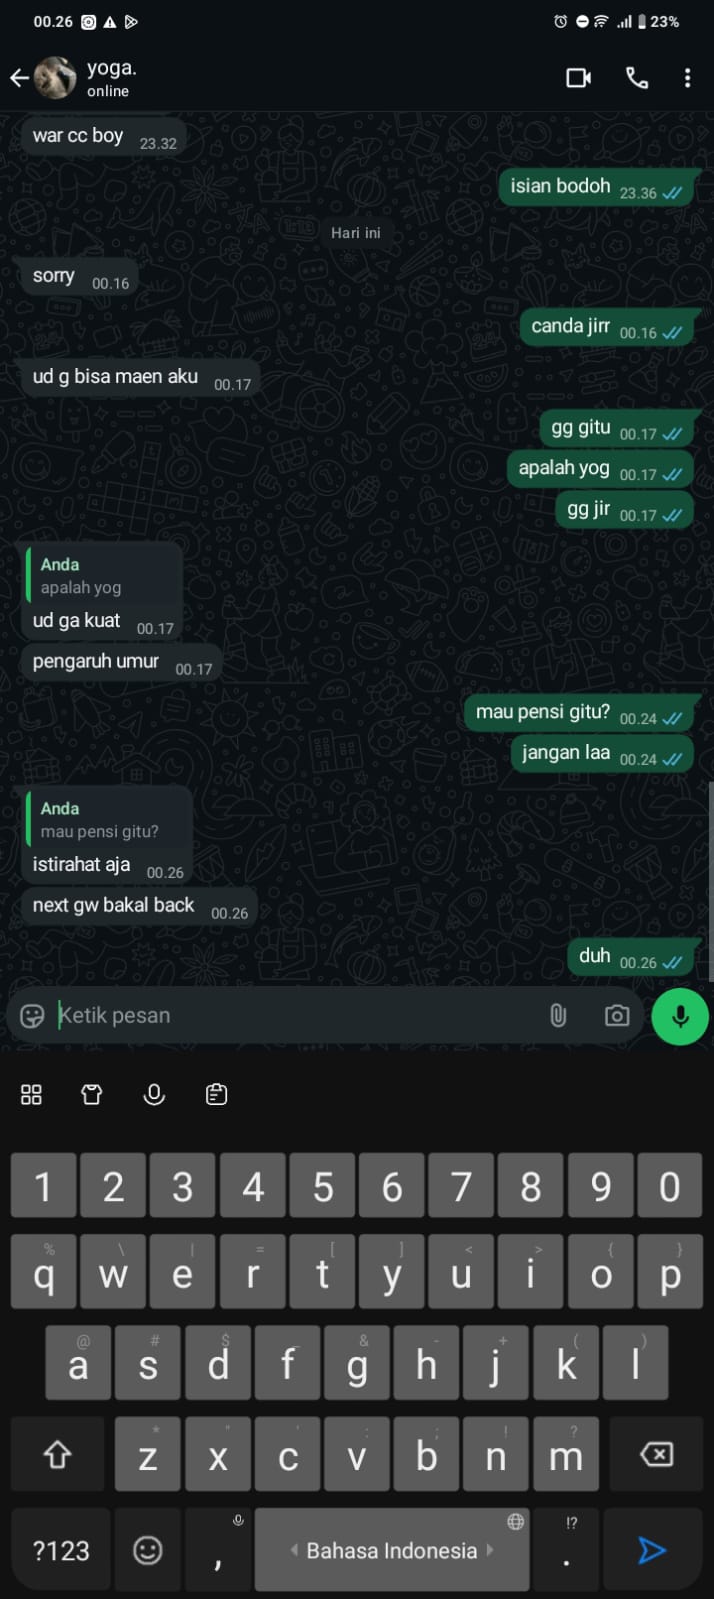 00.26
23%
yoga.
online
war cc boy 23.32
isian bodoh 23.36
Hari ini
sorry 00.16
canda jirr 00.16
ud g bisa maen aku 00.17
gg gitu 00.17
apalah yog 00.17
gg jir 00.17
Anda
apalah yog
ud ga kuat 00.17
pengaruh umur 00.17
mau pensi gitu? 00.24
jangan laa 00.24
Anda
mau pensi gitu?
istirahat aja 00.26
next gw bakal back 00.26
duh 00.26
Ketik pesan
1 2 3 4 5 6 7 8 9 0
% \ | = [ ] < > { }
q w e r t y u i o p
@ # $ _ & - + ( )
a s d f g h j k l
* " ' : ; ! ?
z x c v b n m
!?
?123 , Bahasa Indonesia .